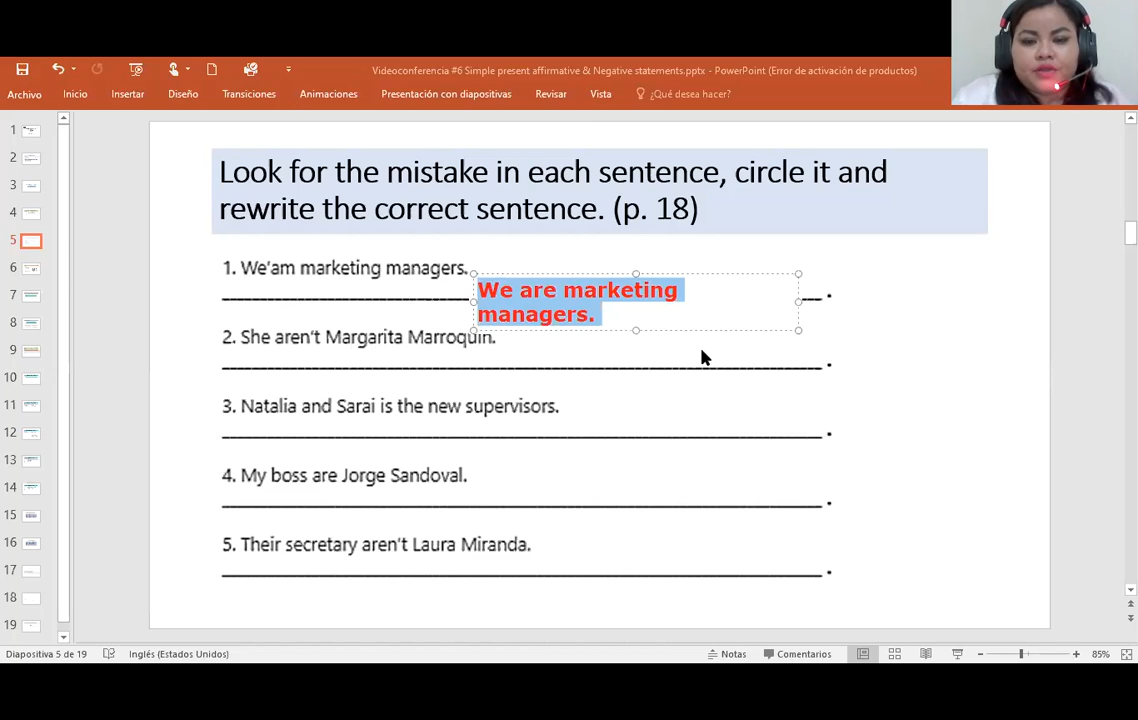 Videoconferencia #6 Simple present affirmative & Negative statements.pptx - PowerPoint (Error de activación de productos)
Archivo Inicio Insertar Diseño Transiciones Animaciones Presentación con diapositivas Revisar Vista ¿Qué desea hacer?
Look for the mistake in each sentence, circle it and
rewrite the correct sentence. (p. 18)
1. We'am marketing managers.
We are marketing
managers.
2. She aren't Margarita Marroquin.
3. Natalia and Sarai is the new supervisors.
4. My boss are Jorge Sandoval.
5. Their secretary aren't Laura Miranda.
1
2
3
4
5
6
7
8
9
10
11
12
13
14
15
16
17
18
19
Diapositiva 5 de 19 Inglés (Estados Unidos) Notas Comentarios 85%